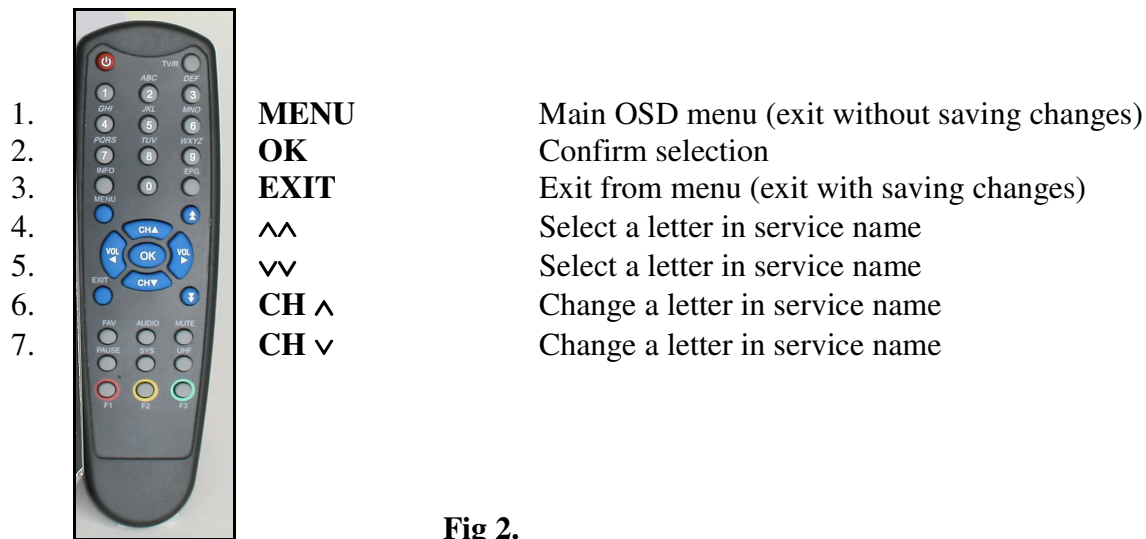 TV/R
ABC DEF
1 2 3
GHI JKL MNO
4 5 6
PQRS TUV WXYZ
7 8 9
INFO EPG
0
MENU
CH▲
VOL ◀ OK VOL ▶
EXIT CH▼
FAV AUDIO MUTE
PAUSE SYS UHF
F1 F2 F3
1. MENU Main OSD menu (exit without saving changes)
2. OK Confirm selection
3. EXIT Exit from menu (exit with saving changes)
4. ∧∧ Select a letter in service name
5. ∨∨ Select a letter in service name
6. CH ∧ Change a letter in service name
7. CH ∨ Change a letter in service name
Fig 2.